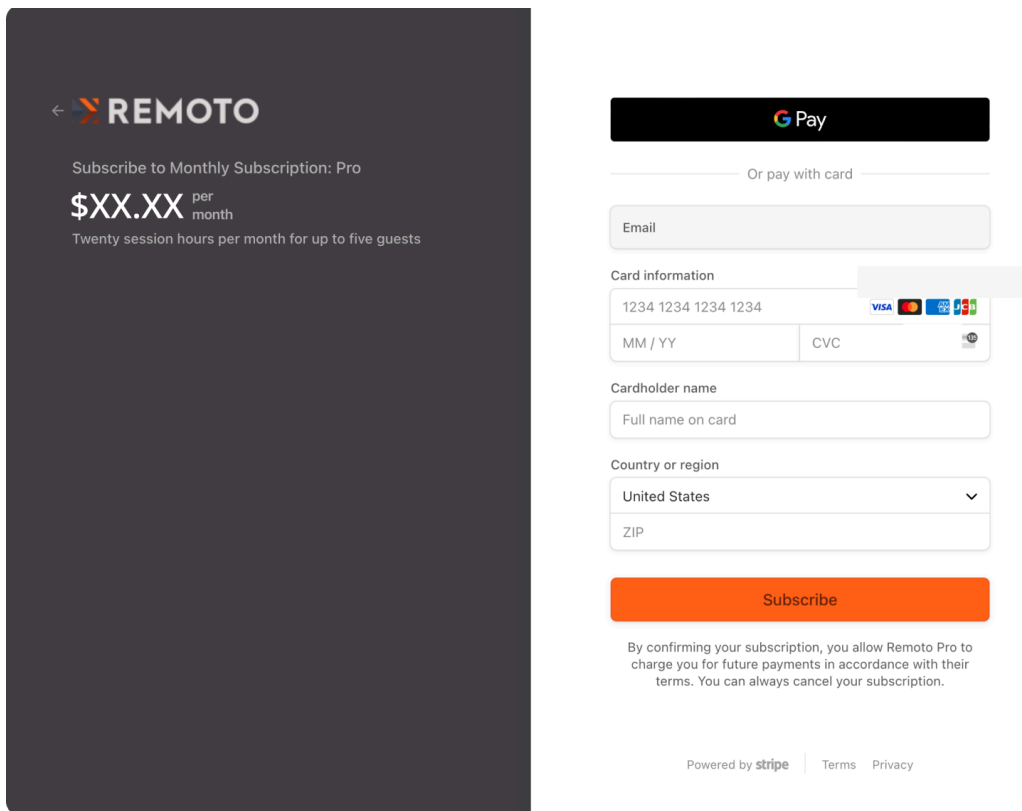 REMOTO
Subscribe to Monthly Subscription: Pro
$XX.XX per month
Twenty session hours per month for up to five guests
G Pay
Or pay with card
Email
Card information
1234 1234 1234 1234
VISA AM EX JCB
MM / YY
CVC
135
Cardholder name
Full name on card
Country or region
United States
ZIP
Subscribe
By confirming your subscription, you allow Remoto Pro to
charge you for future payments in accordance with their
terms. You can always cancel your subscription.
Powered by stripe
Terms Privacy